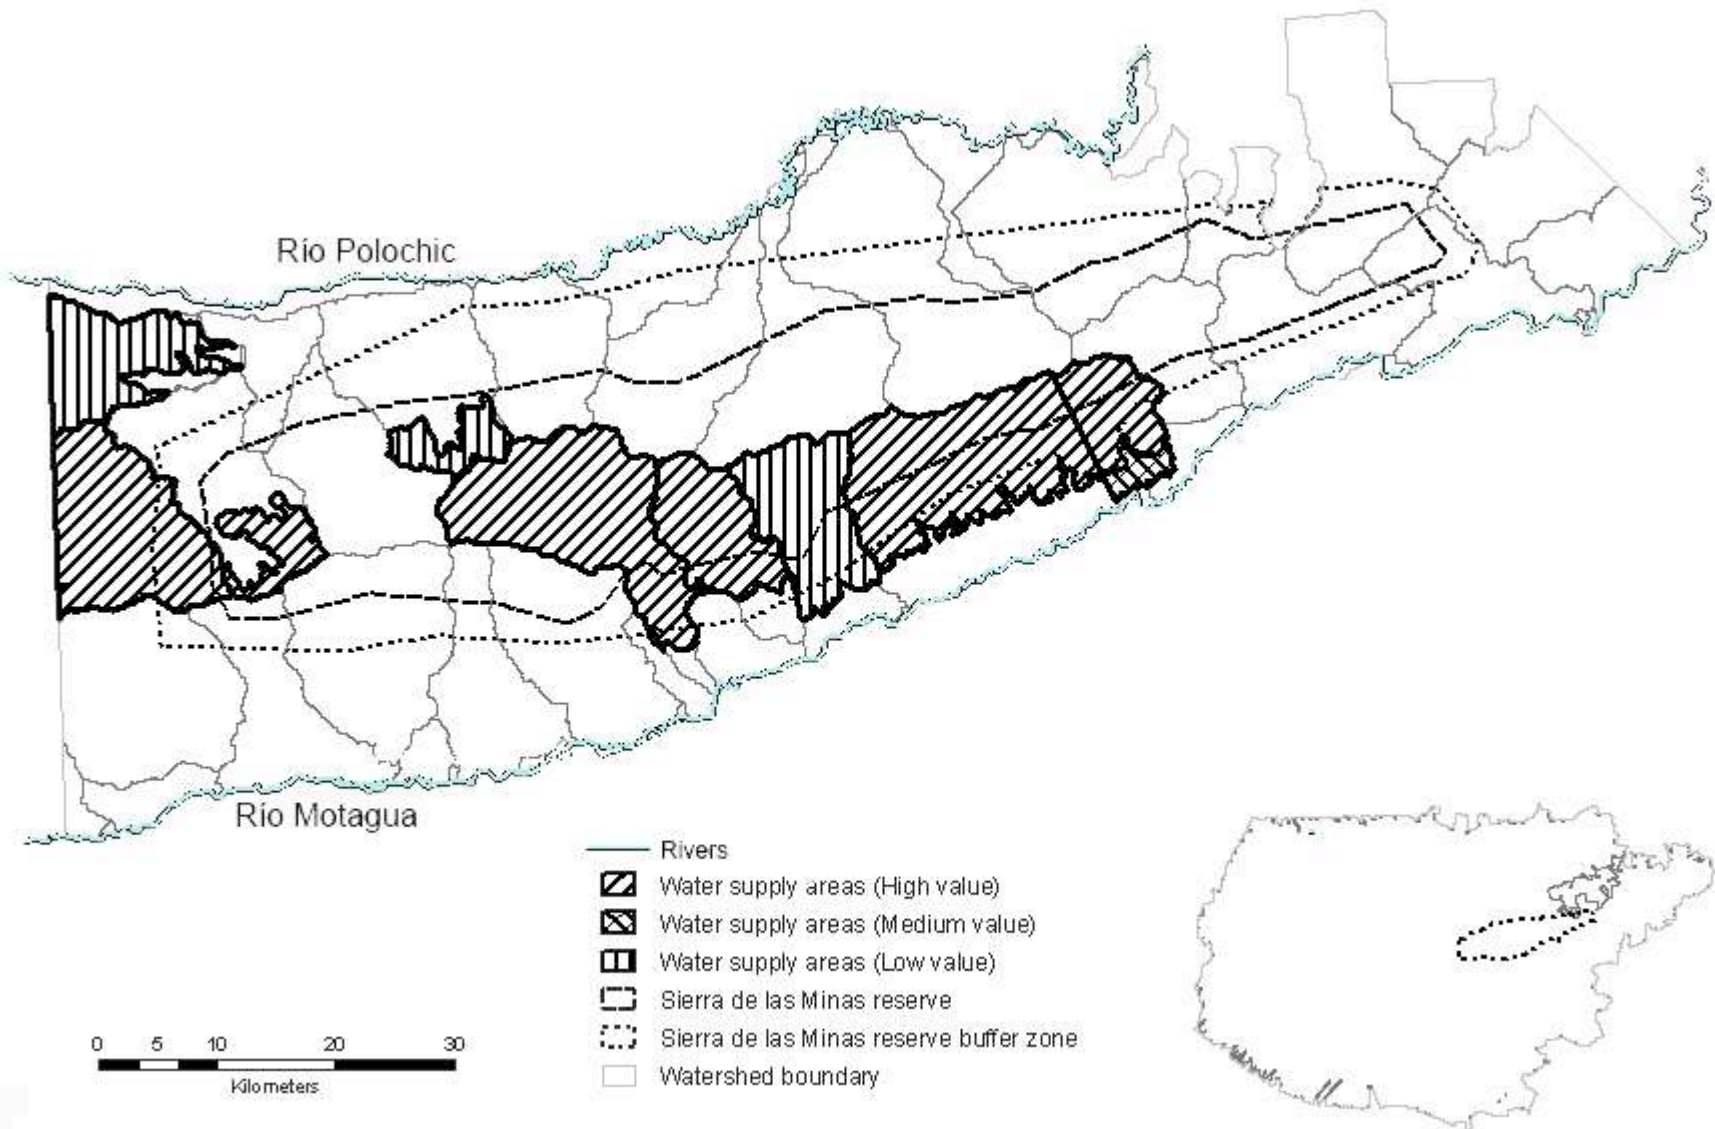 Río Polochic
Río Motagua
Rivers
Water supply areas (High value)
Water supply areas (Medium value)
Water supply areas (Low value)
Sierra de las Minas reserve
Sierra de las Minas reserve buffer zone
Watershed boundary
0 5 10 20 30
Kilometers